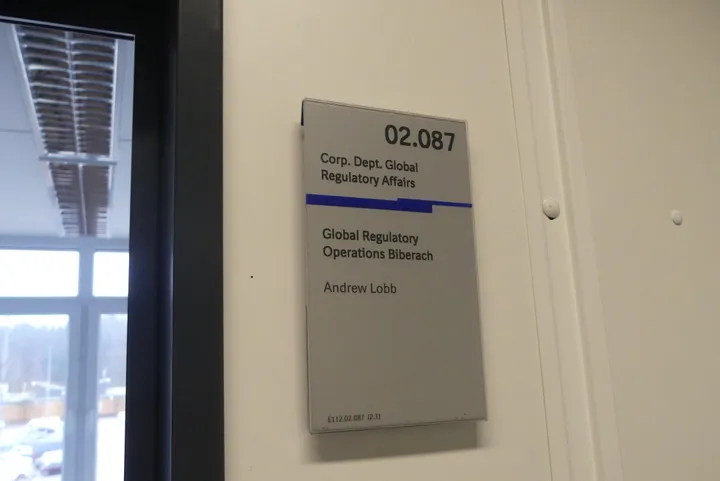 02.087
Corp. Dept. Global
Regulatory Affairs
Global Regulatory
Operations Biberach
Andrew Lobb